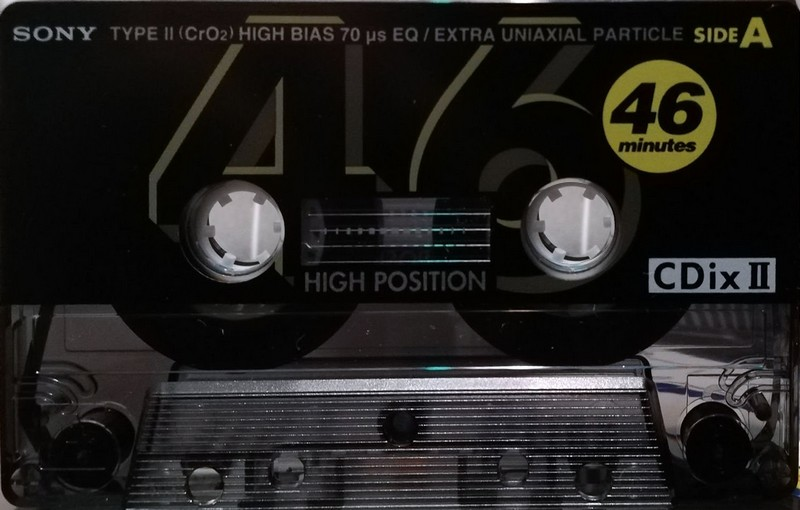 SONY TYPE II (CrO2) HIGH BIAS 70 µs EQ / EXTRA UNIAXIAL PARTICLE SIDE A
46
46
minutes
HIGH POSITION
CDix II